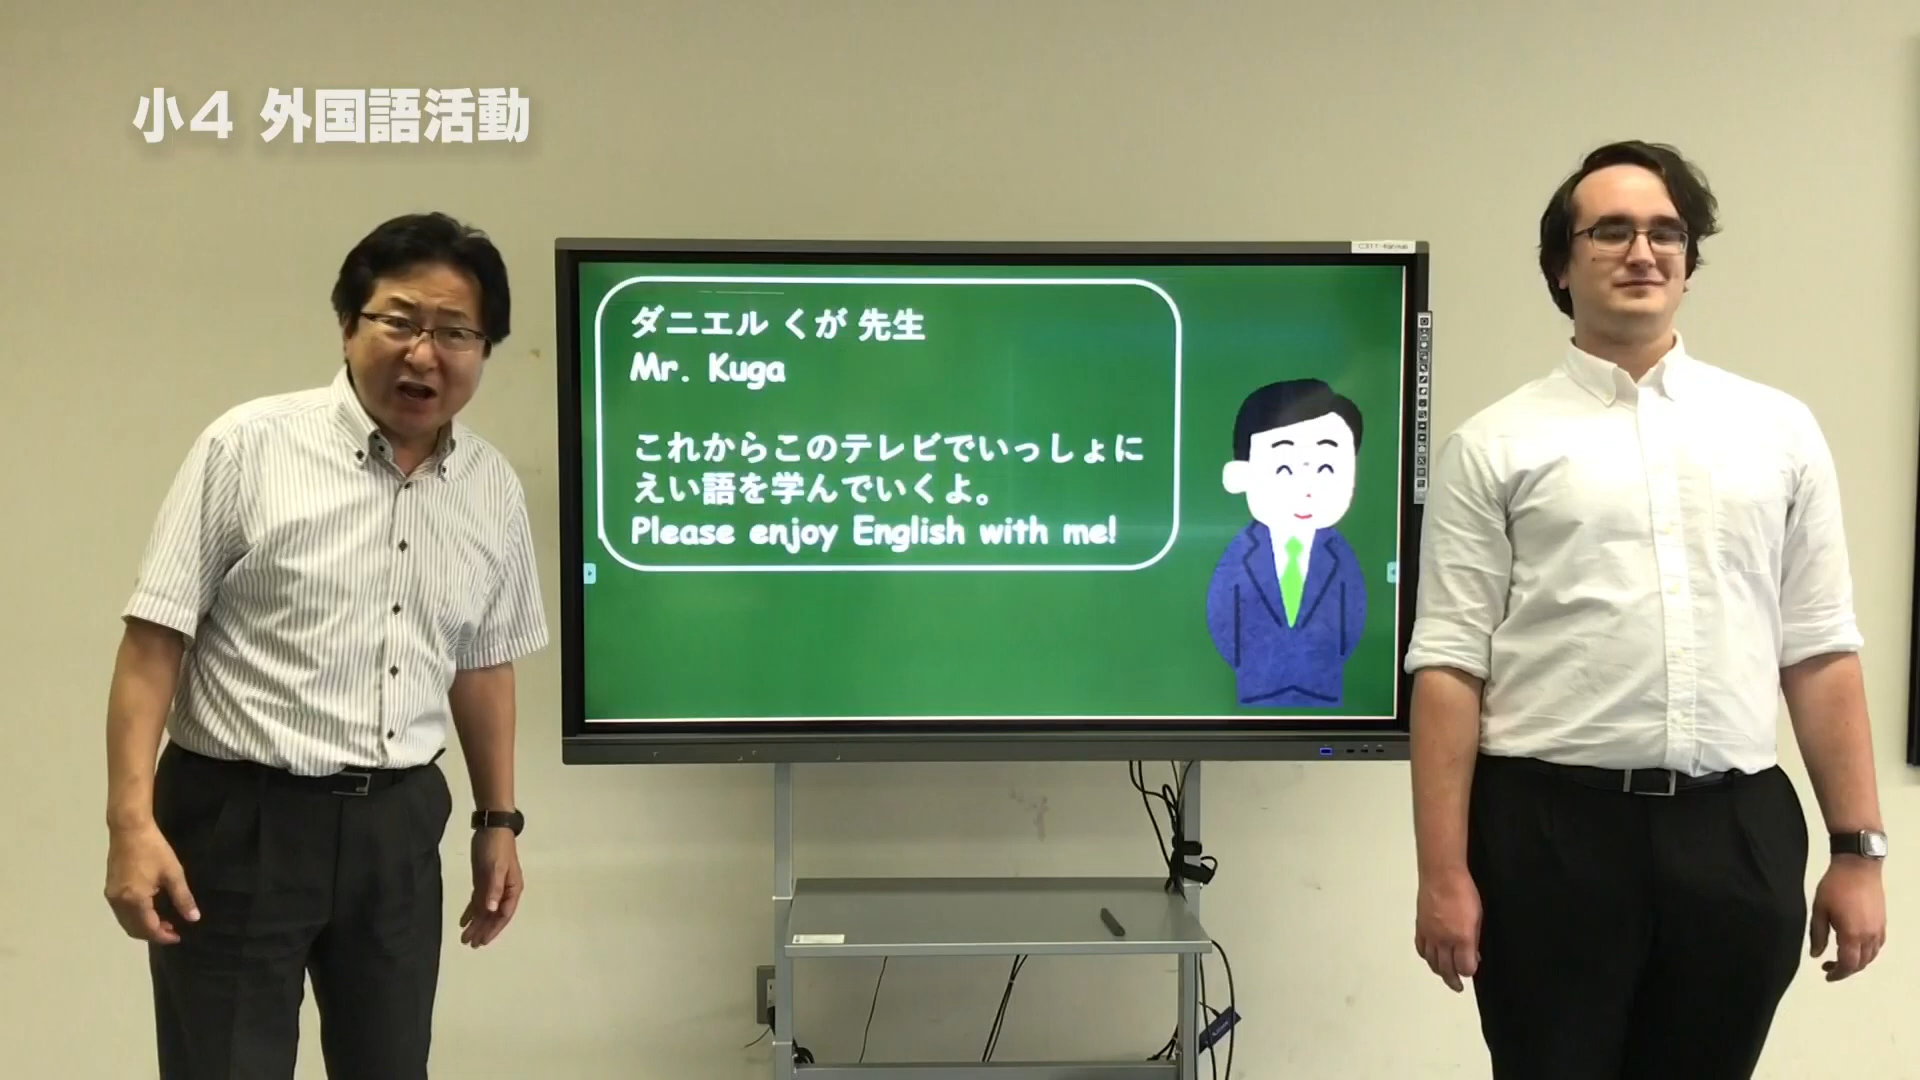 小4 外国語活動
ダニエル くが 先生
Mr. Kuga
これからこのテレビでいっしょに
えい語を学んでいくよ。
Please enjoy English with me!